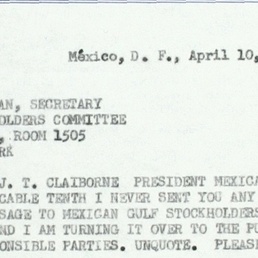 México, D. F., April 10,
AN, SECRETARY
OLDERS COMMITTEE
, ROOM 1505
RK
J. T. CLAIBORNE PRESIDENT MEXICA
CABLE TENTH I NEVER SENT YOU ANY
SAGE TO MEXICAN GULF STOCKHOLDERS
ND I AM TURNING IT OVER TO THE PU
ONSIBLE PARTIES. UNQUOTE. PLEAS